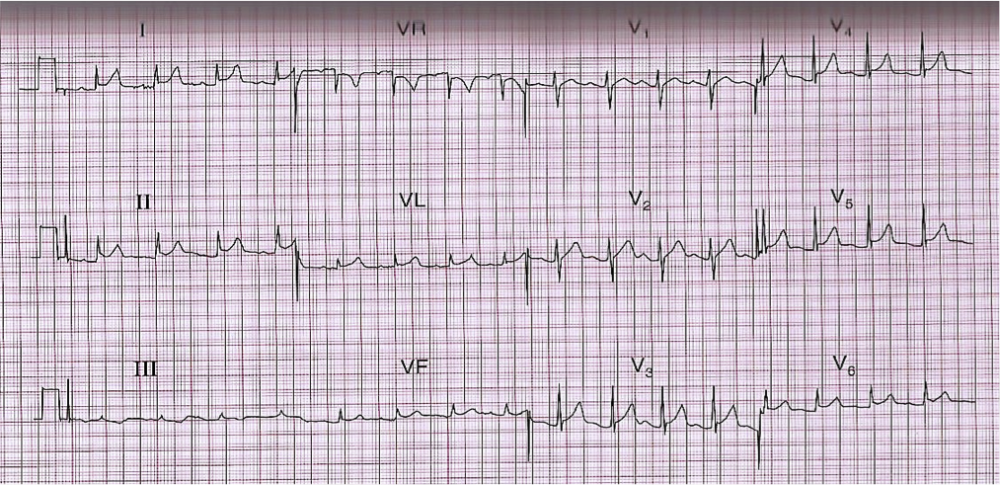 I VR V₁ V₄
II VL V₂ V₅
III VF V₃ V₆